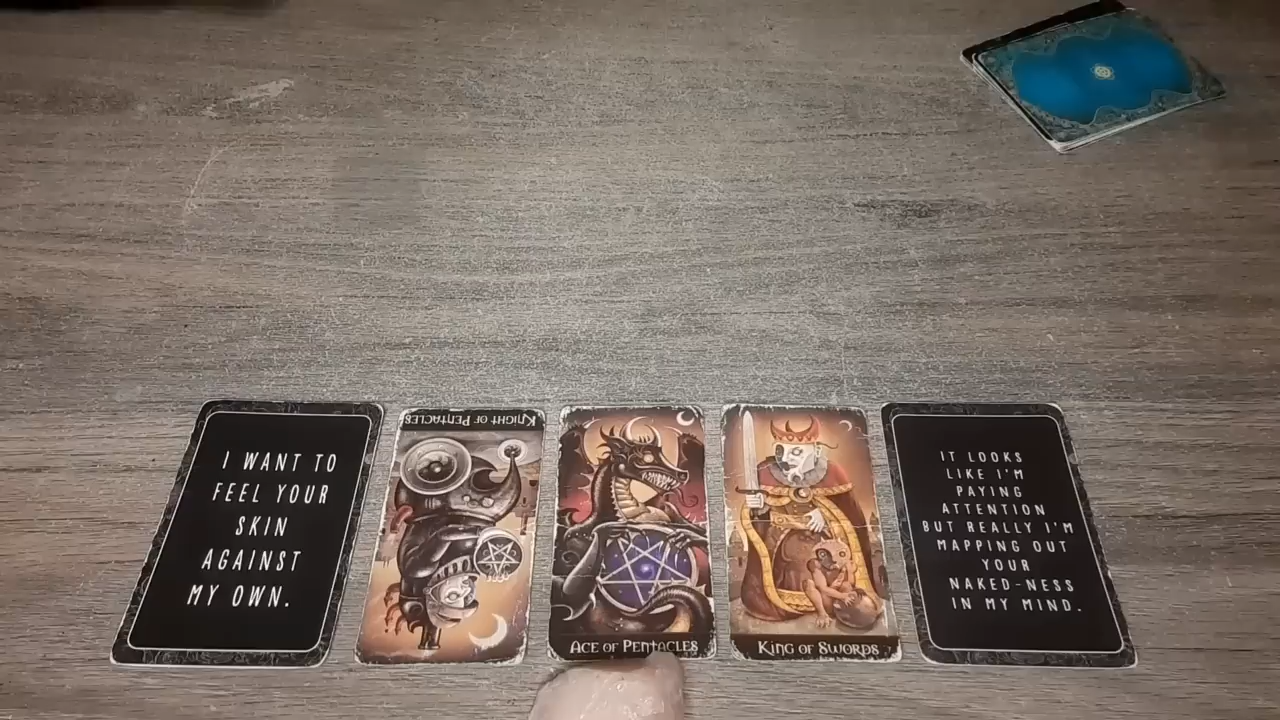 I WANT TO
FEEL YOUR
SKIN
AGAINST
MY OWN.
KNIGHT OF PENTACLES
ACE OF PENTACLES
KING OF SWORDS
IT LOOKS
LIKE I'M
PAYING
ATTENTION
BUT REALLY I'M
MAPPING OUT
YOUR
NAKED-NESS
IN MY MIND.